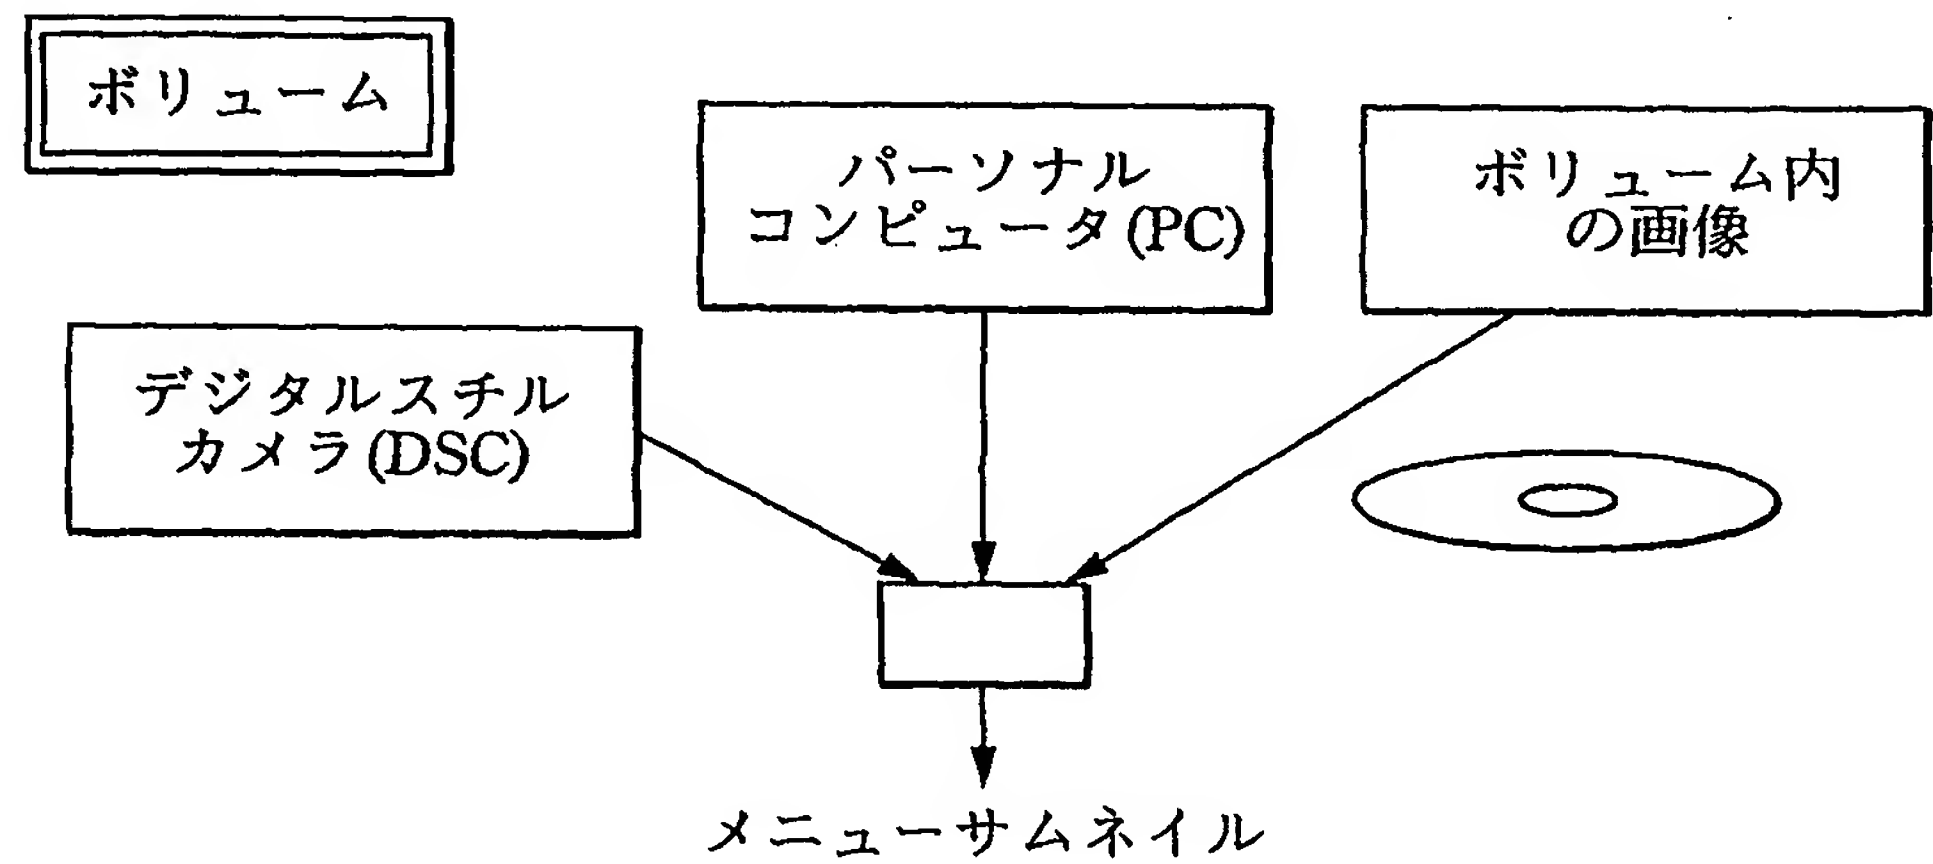 ボリューム
パーソナル
コンピュータ(PC)
ボリューム内
の画像
デジタルスチル
カメラ(DSC)
メニューサムネイル